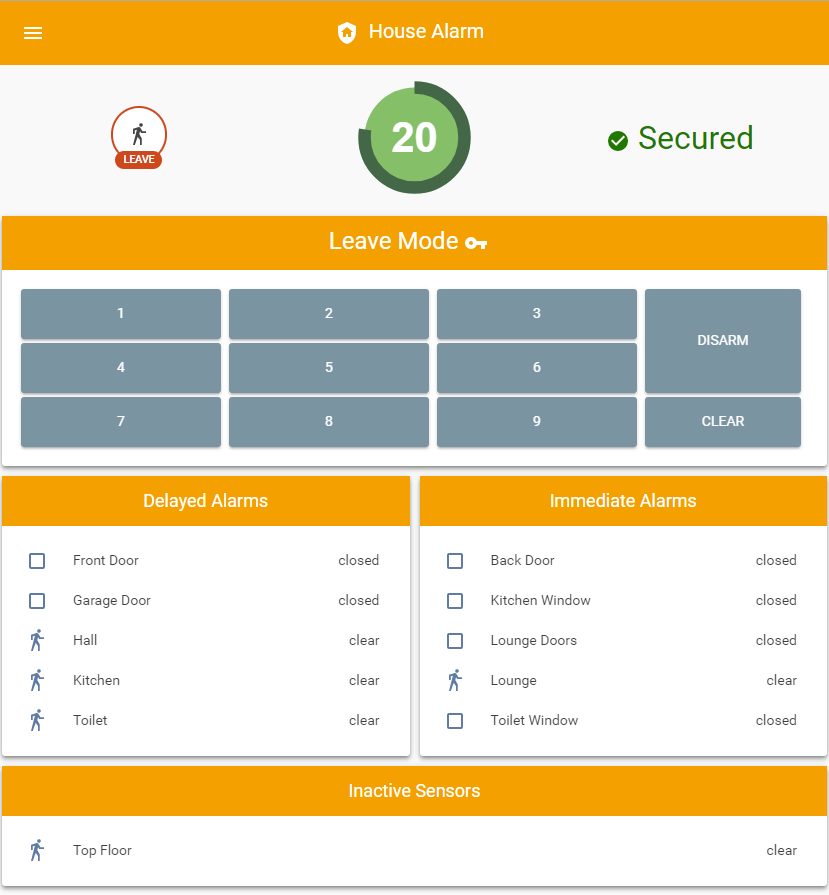 House Alarm
LEAVE
20
Secured
Leave Mode
1 2 3 DISARM
4 5 6
7 8 9 CLEAR
Delayed Alarms
Front Door closed
Garage Door closed
Hall clear
Kitchen clear
Toilet clear
Immediate Alarms
Back Door closed
Kitchen Window closed
Lounge Doors closed
Lounge clear
Toilet Window closed
Inactive Sensors
Top Floor clear